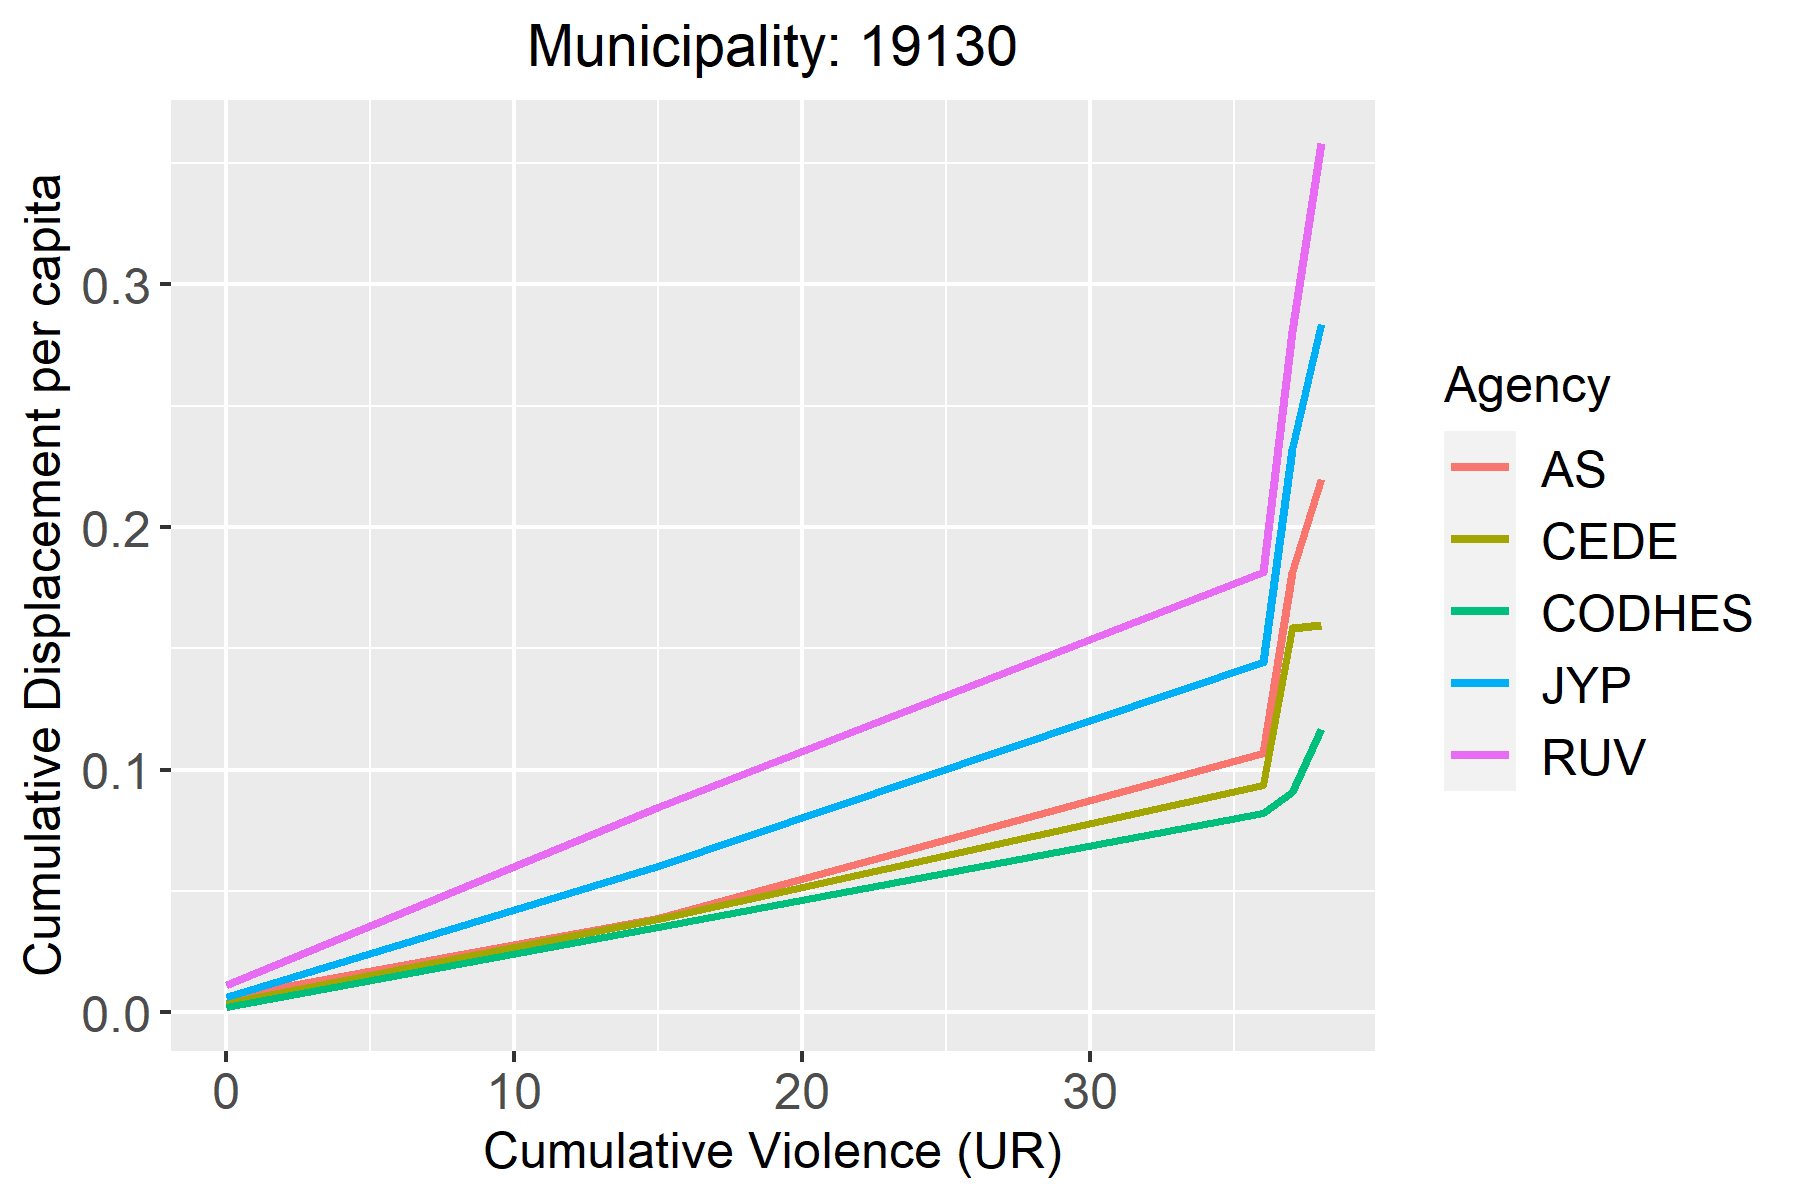 Municipality: 19130
Cumulative Displacement per capita
0.3
0.2
0.1
0.0
0 10 20 30
Cumulative Violence (UR)
Agency
AS
CEDE
CODHES
JYP
RUV